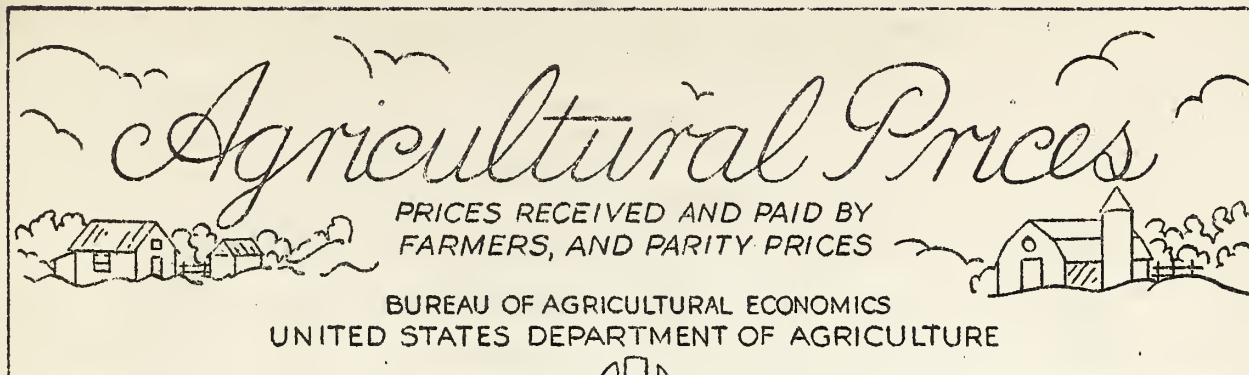 Agricultural Prices
PRICES RECEIVED AND PAID BY
FARMERS, AND PARITY PRICES
BUREAU OF AGRICULTURAL ECONOMICS
UNITED STATES DEPARTMENT OF AGRICULTURE